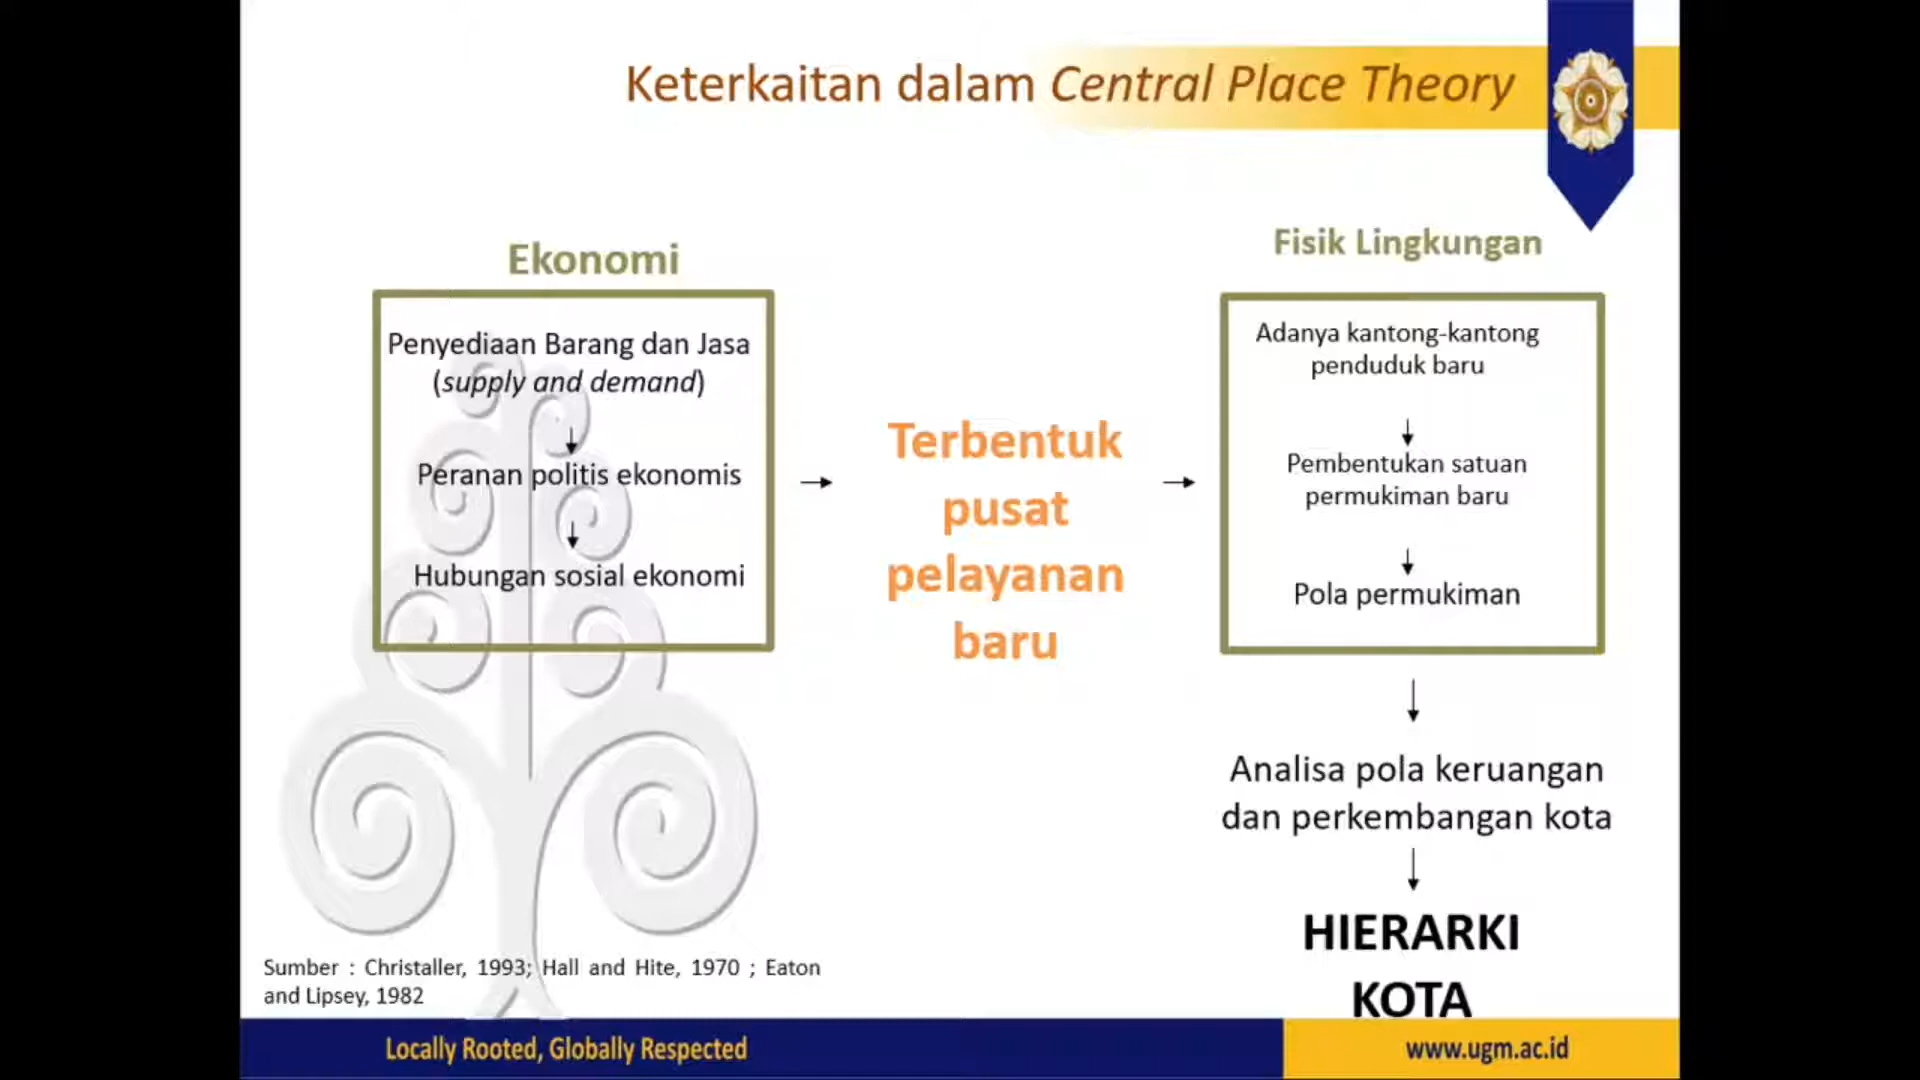 Keterkaitan dalam Central Place Theory
Ekonomi
Penyediaan Barang dan Jasa
(supply and demand)
Peranan politis ekonomis
Hubungan sosial ekonomi
Terbentuk
pusat
pelayanan
baru
Fisik Lingkungan
Adanya kantong-kantong
penduduk baru
Pembentukan satuan
permukiman baru
Pola permukiman
Analisa pola keruangan
dan perkembangan kota
HIERARKI
KOTA
Sumber : Christaller, 1993; Hall and Hite, 1970 ; Eaton
and Lipsey, 1982
Locally Rooted, Globally Respected
www.ugm.ac.id